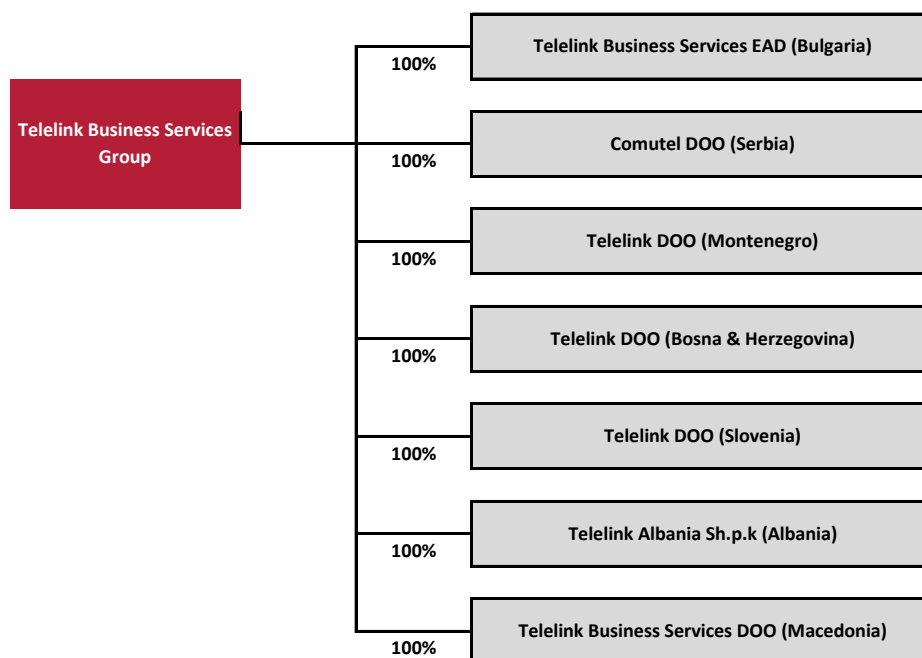 Telelink Business Services EAD (Bulgaria)
100%
Telelink Business Services
Group
Comutel DOO (Serbia)
100%
Telelink DOO (Montenegro)
100%
Telelink DOO (Bosna & Herzegovina)
100%
Telelink DOO (Slovenia)
100%
Telelink Albania Sh.p.k (Albania)
100%
Telelink Business Services DOO (Macedonia)
100%